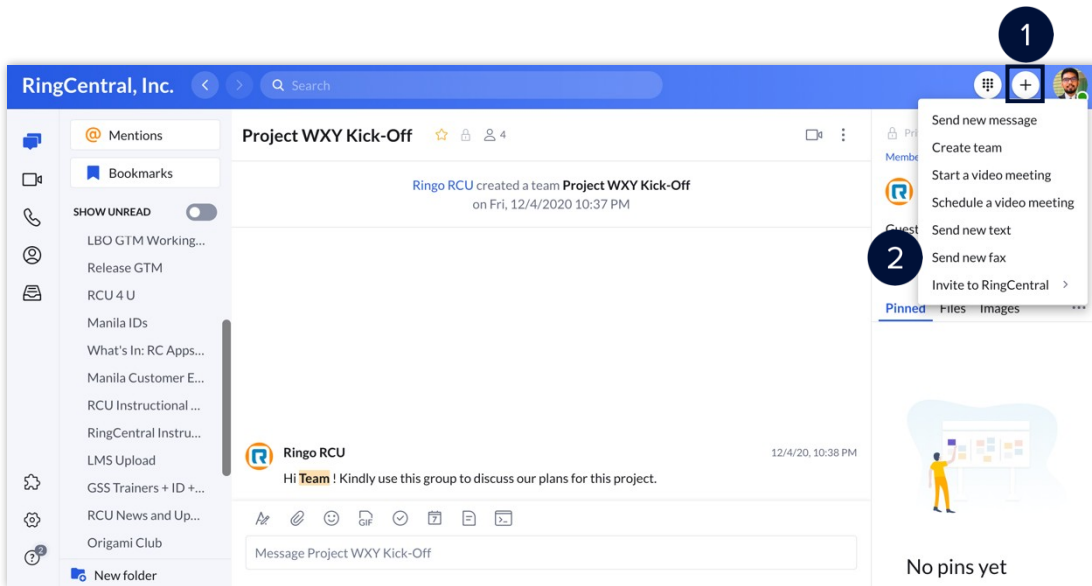 1
RingCentral, Inc.
Search
Mentions
Bookmarks
SHOW UNREAD
LBO GTM Working...
Release GTM
RCU 4 U
Manila IDs
What's In: RC Apps...
Manila Customer E...
RCU Instructional ...
RingCentral Instru...
LMS Upload
GSS Trainers + ID +...
RCU News and Up...
Origami Club
New folder
2
Project WXY Kick-Off
4
Ringo RCU created a team Project WXY Kick-Off
on Fri, 12/4/2020 10:37 PM
Ringo RCU
12/4/20, 10:38 PM
Hi Team ! Kindly use this group to discuss our plans for this project.
GIF
7
Message Project WXY Kick-Off
Send new message
Create team
Start a video meeting
Schedule a video meeting
Send new text
2
Send new fax
Invite to RingCentral
Pinned Files Images
No pins yet